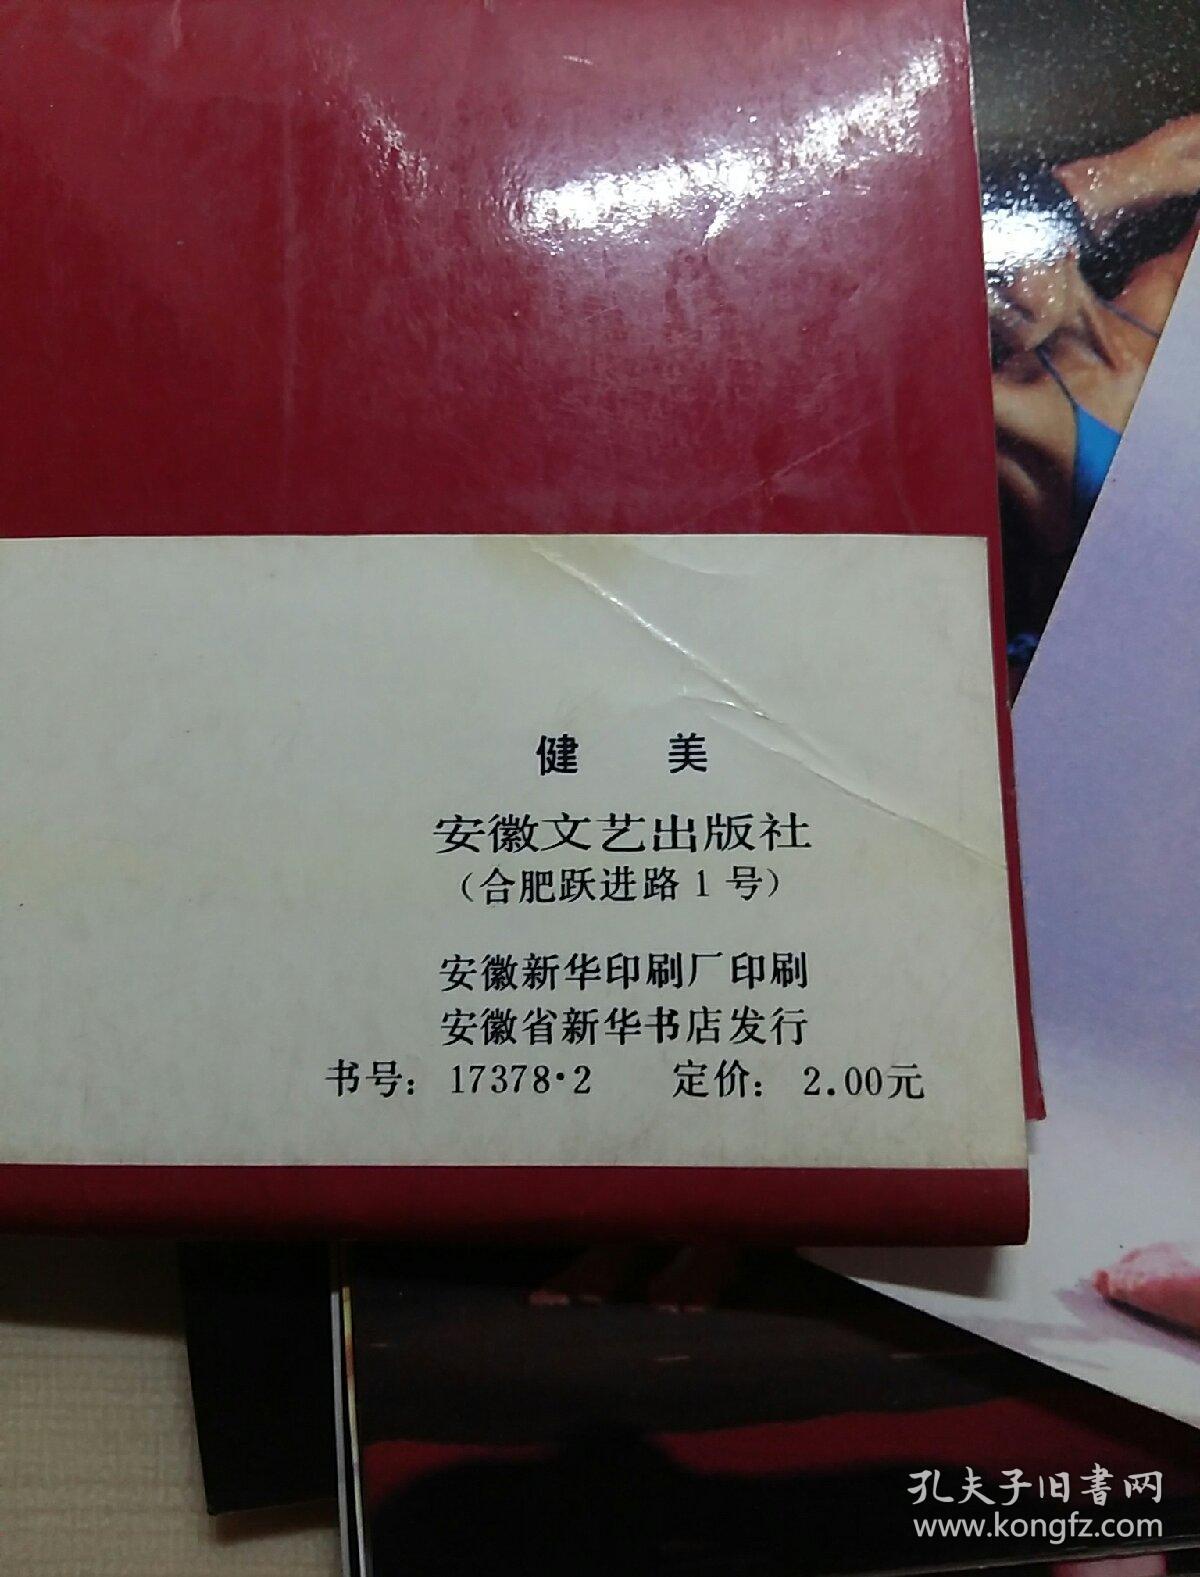 健 美
安徽文艺出版社
（合肥跃进路1号）
安徽新华印刷厂印刷
安徽省新华书店发行
书号：17378·2 定价：2.00元
孔夫子旧書网
www.kongfz.com